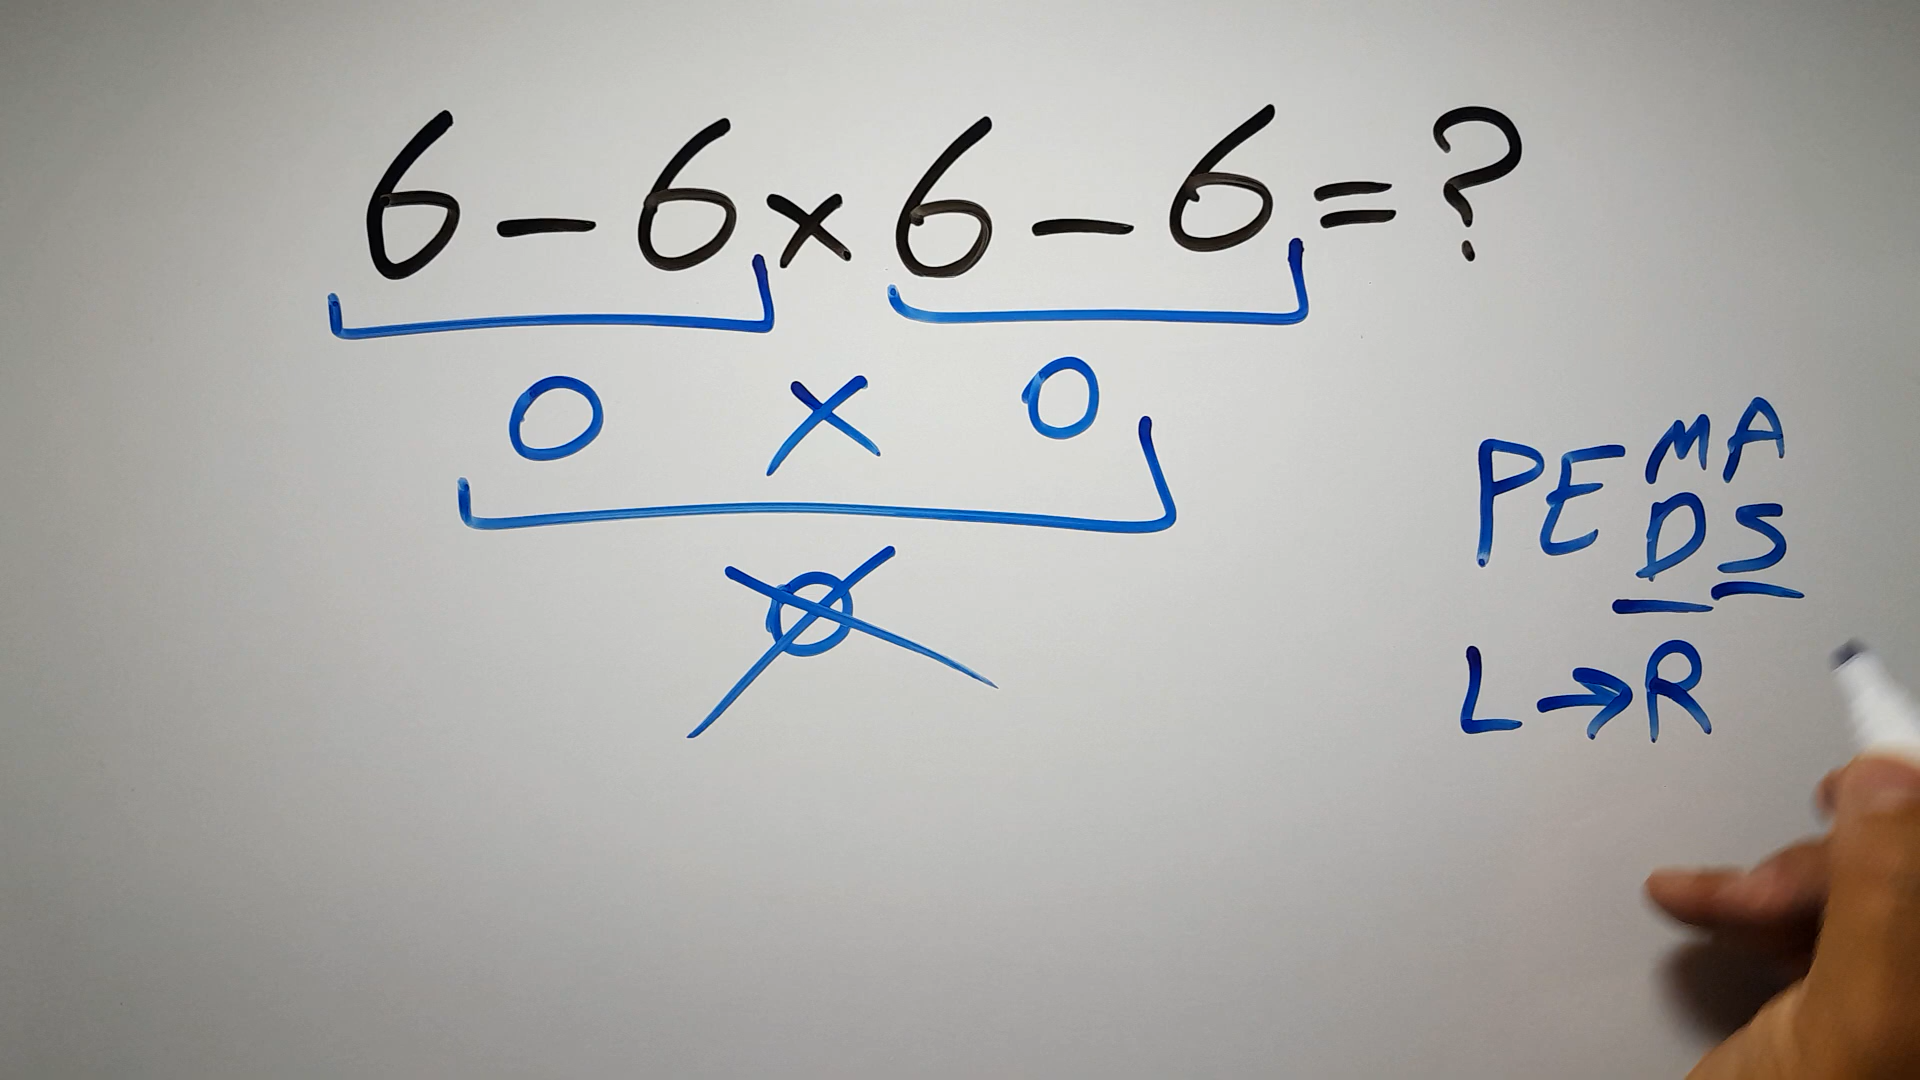 6 - 6 × 6 - 6 = ?
0 × 0
0
PE MA
DS
L → R